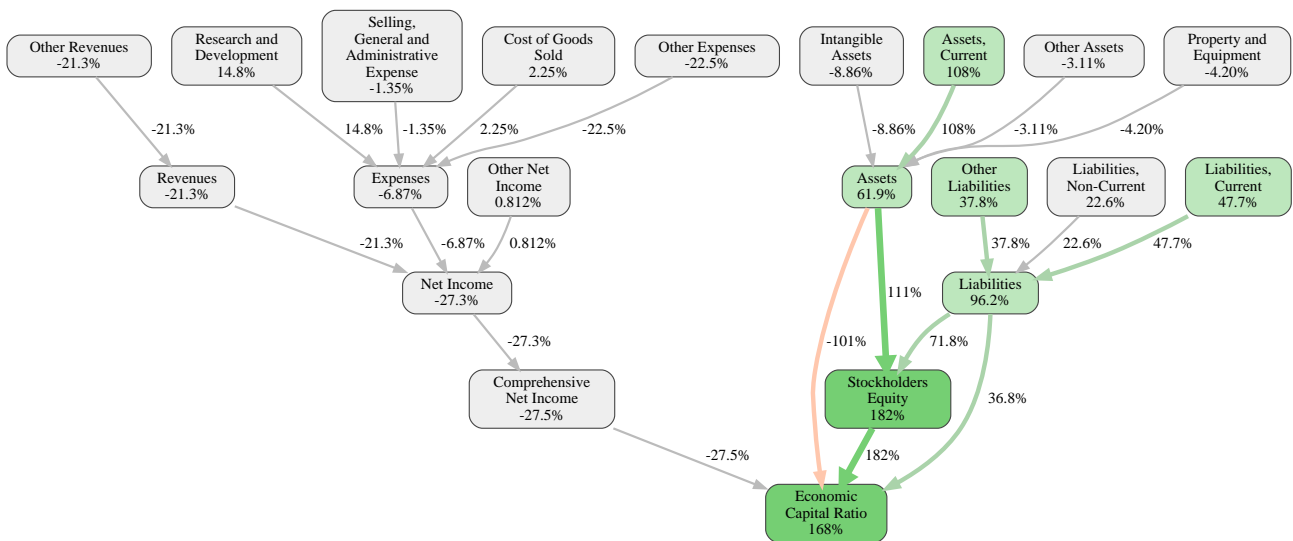 Other Revenues
-21.3%
Research and
Development
14.8%
Selling,
General and
Administrative
Expense
-1.35%
Cost of Goods
Sold
2.25%
Other Expenses
-22.5%
Intangible
Assets
-8.86%
Assets,
Current
108%
Other Assets
-3.11%
Property and
Equipment
-4.20%
-21.3%
14.8%
-1.35%
2.25%
-22.5%
-8.86%
108%
-3.11%
-4.20%
Revenues
-21.3%
Expenses
-6.87%
Other Net
Income
0.812%
Assets
61.9%
Other
Liabilities
37.8%
Liabilities,
Non-Current
22.6%
Liabilities,
Current
47.7%
-21.3%
-6.87%
0.812%
37.8%
22.6%
47.7%
Net Income
-27.3%
Liabilities
96.2%
111%
-27.3%
-101%
71.8%
Comprehensive
Net Income
-27.5%
Stockholders
Equity
182%
36.8%
-27.5%
182%
Economic
Capital Ratio
168%